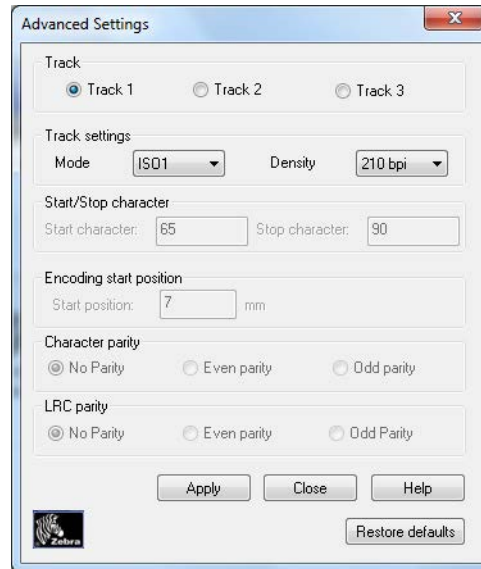 Advanced Settings
Track
Track 1 Track 2 Track 3
Track settings
Mode ISO1 Density 210 bpi
Start/Stop character
Start character: 65 Stop character: 90
Encoding start position
Start position: 7 mm
Character parity
No Parity Even parity Odd parity
LRC parity
No Parity Even parity Odd Parity
Apply Close Help
Zebra Restore defaults